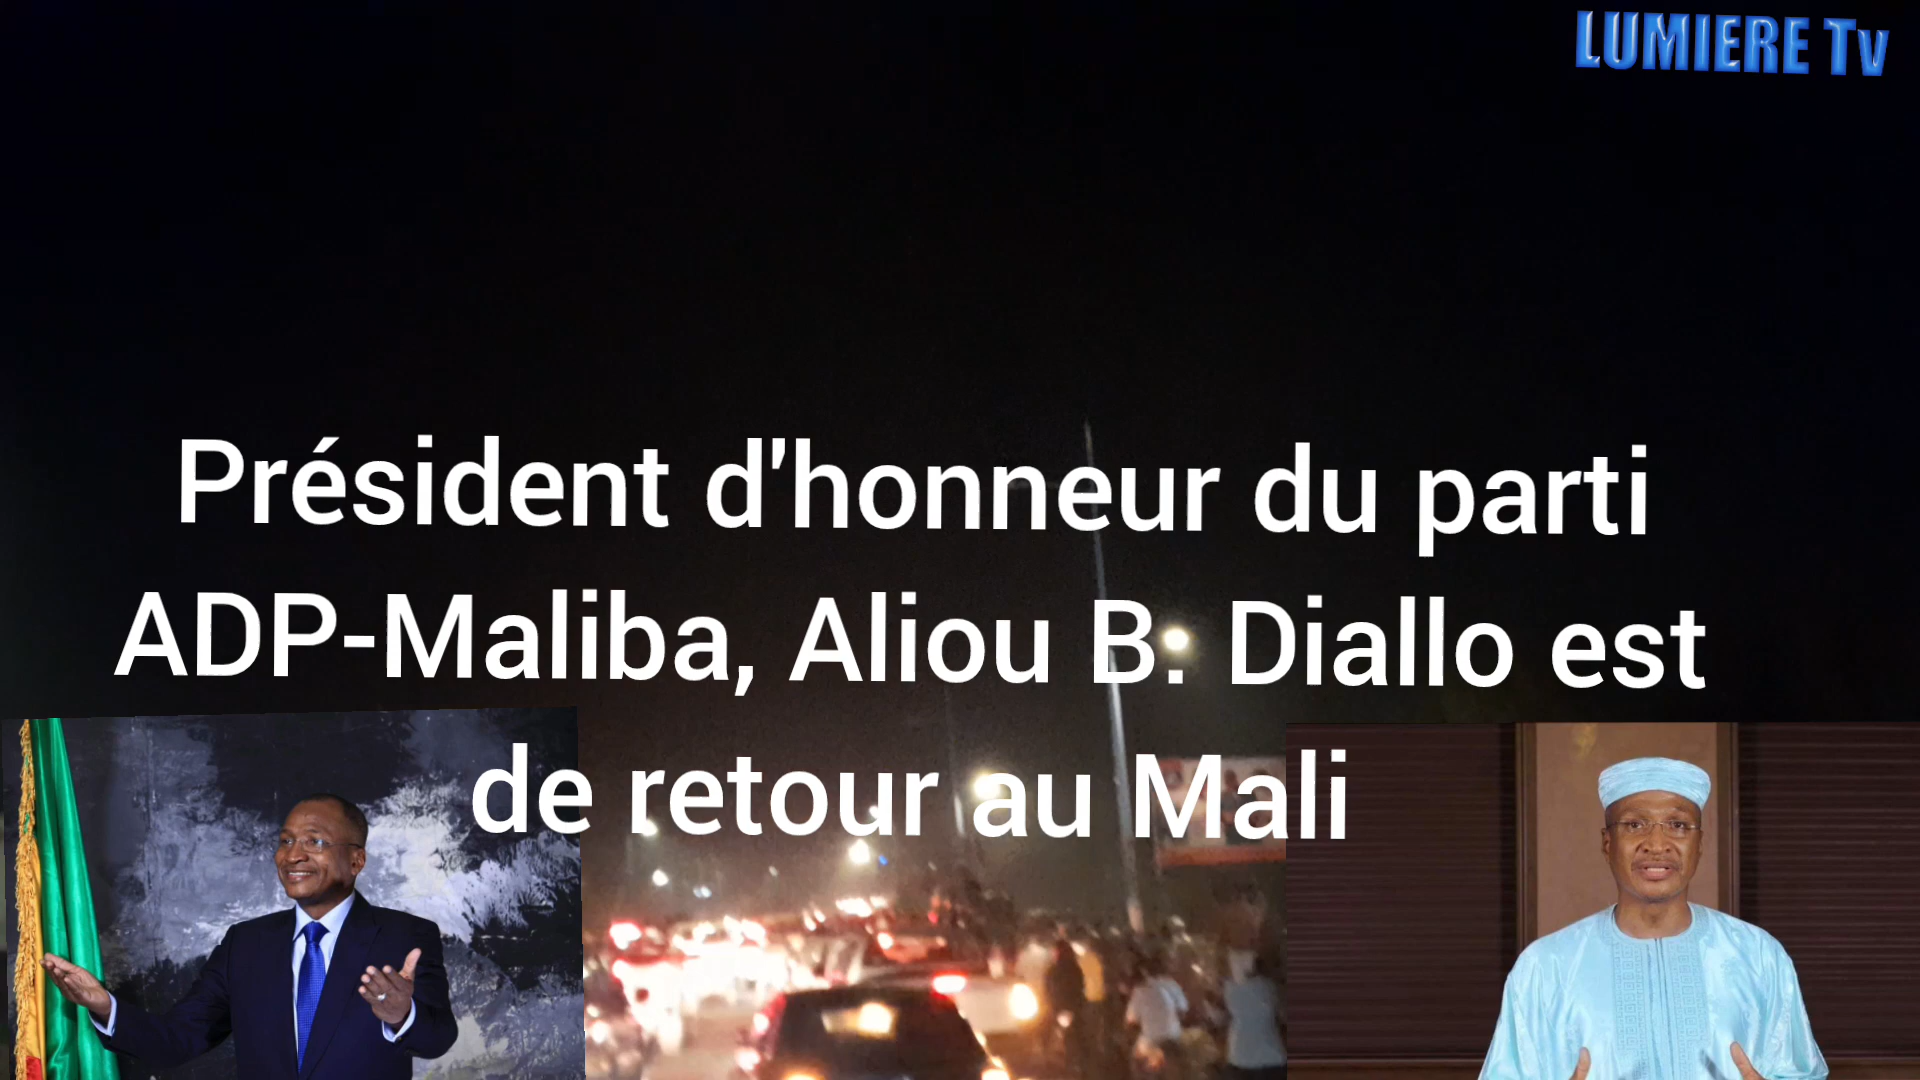 LUMIERE Tv
Président d'honneur du parti
ADP-Maliba, Aliou B. Diallo est
de retour au Mali